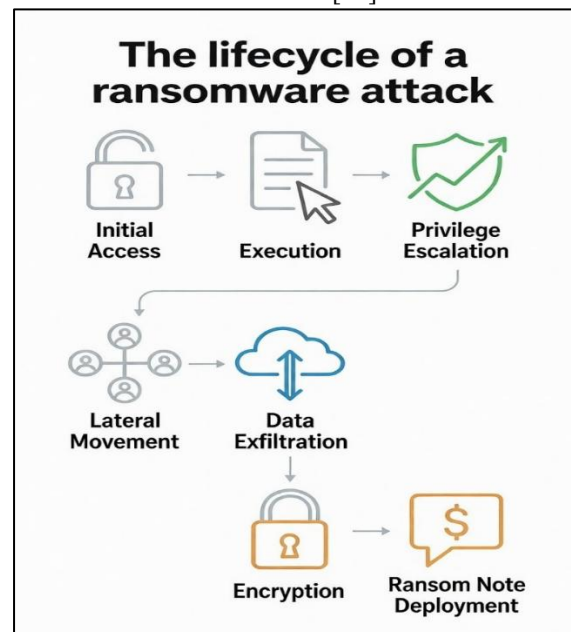 The lifecycle of a
ransomware attack
Initial
Access
Execution
Privilege
Escalation
Lateral
Movement
Data
Exfiltration
Encryption
$
Ransom Note
Deployment